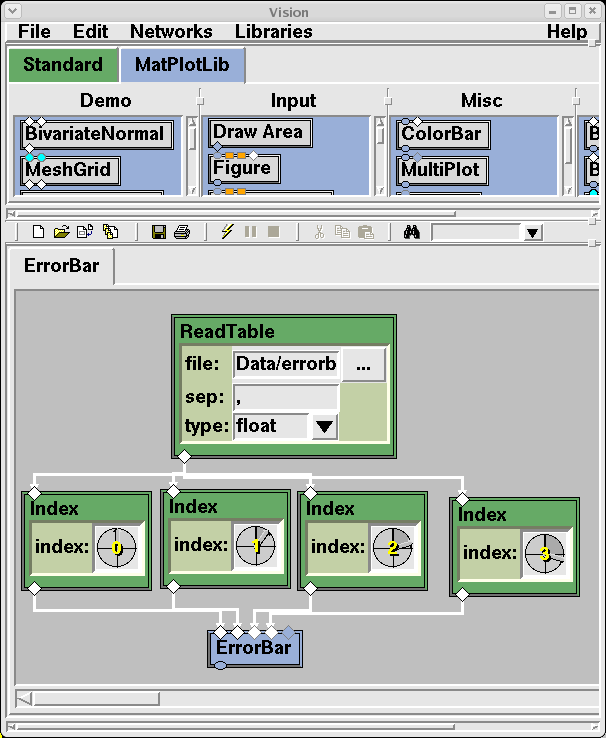 Vision
File Edit Networks Libraries Help
Standard MatPlotLib
Demo Input Misc
BivariateNormal Draw Area ColorBar
MeshGrid Figure MultiPlot
ErrorBar
ReadTable
file: Data/errorb ...
sep: ,
type: float
Index Index Index Index
index: 0 index: 1 index: 2 index: 3
ErrorBar